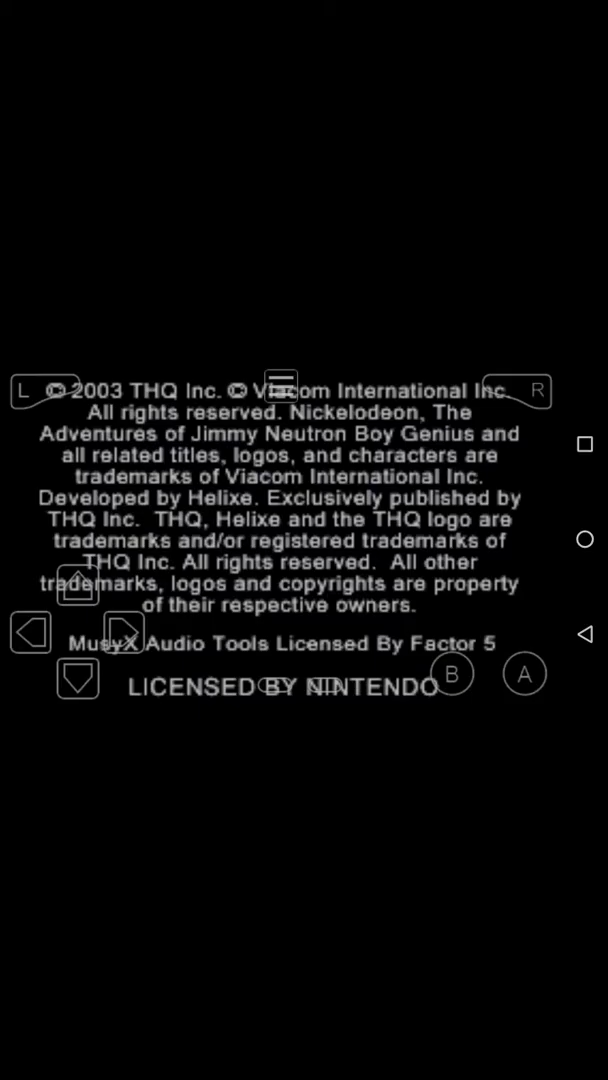 L © 2003 THQ Inc. © Viacom International Inc. R
All rights reserved. Nickelodeon, The
Adventures of Jimmy Neutron Boy Genius and
all related titles, logos, and characters are
trademarks of Viacom International Inc.
Developed by Helixe. Exclusively published by
THQ Inc. THQ, Helixe and the THQ logo are
trademarks and/or registered trademarks of
THQ Inc. All rights reserved. All other
trademarks, logos and copyrights are property
of their respective owners.
MusyX Audio Tools Licensed By Factor 5
LICENSED BY NINTENDO
B A